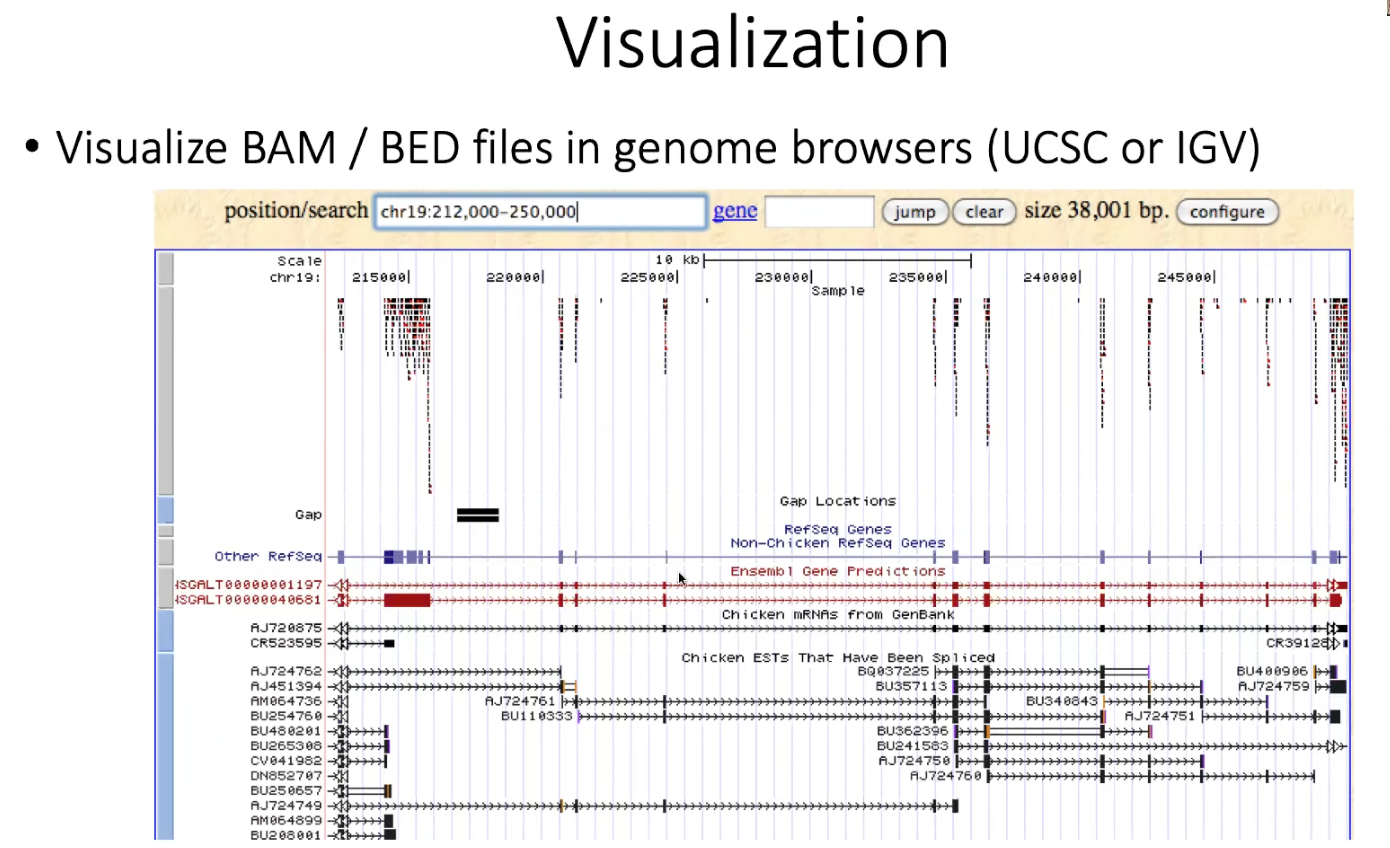 Visualization
• Visualize BAM / BED files in genome browsers (UCSC or IGV)
position/search chr19:212,000-250,000 gene jump clear size 38,001 bp. configure
Scale 10 kb
chr19: 215000 220000 225000 230000 235000 240000 245000
Sample
Gap Locations
Gap
RefSeq Genes
Non-Chicken RefSeq Genes
Other RefSeq
Ensembl Gene Predictions
SGALT00000001197
SGALT00000040681
Chicken mRNAs from GenBank
AJ720875
CR523595 CR39128
Chicken ESTs That Have Been Spliced
AJ724762 BQ037225 BU400906
AJ451394 BU357113 AJ724759
AM064736 AJ724761 BU340843
BU254760 BU110333 AJ724751
BU480201 BU362396
BU265308 BU241583
CV041982 AJ724750
DN852707 AJ724760
BU250657
AJ724749
AM064899
BU208001